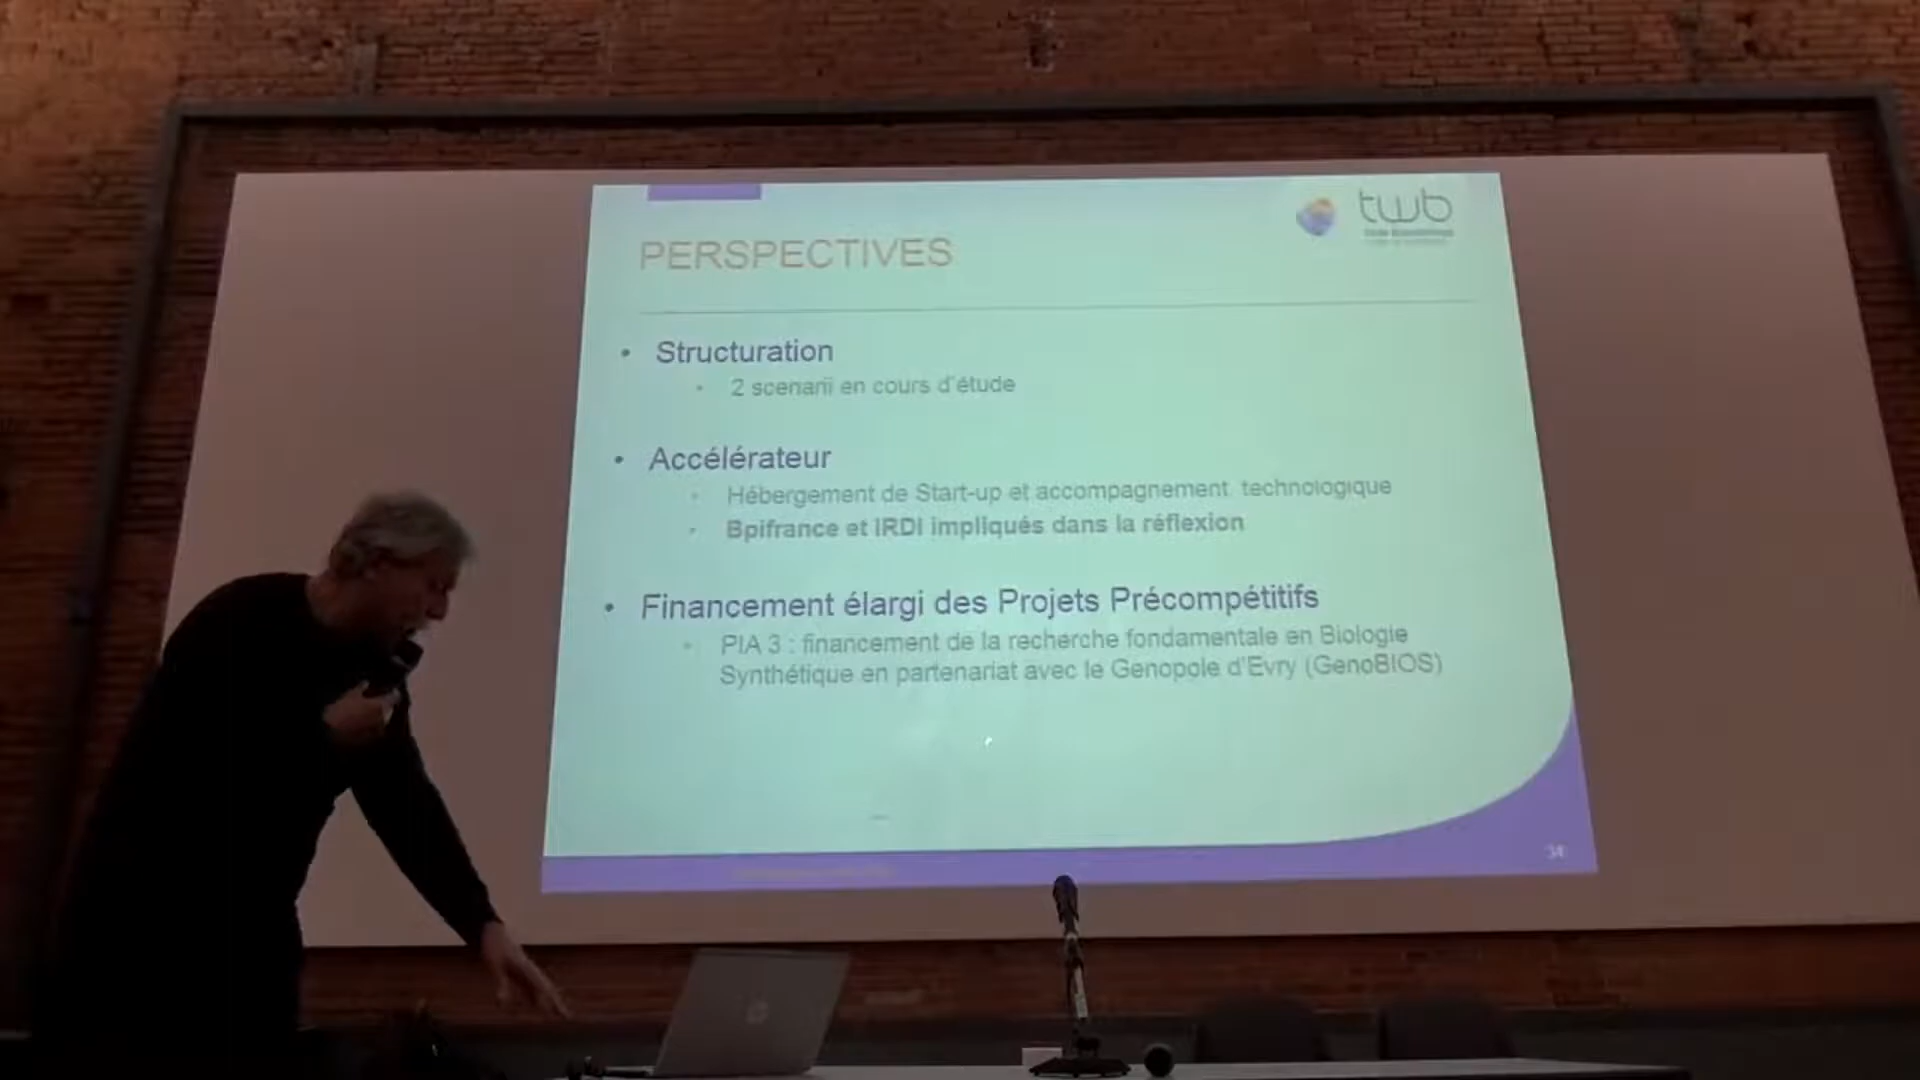 twb
PERSPECTIVES
• Structuration
• 2 scenarii en cours d'étude
• Accélérateur
• Hébergement de Start-up et accompagnement technologique
• Bpifrance et IRDI impliqués dans la réflexion
• Financement élargi des Projets Précompétitifs
• PIA 3 : financement de la recherche fondamentale en Biologie
Synthétique en partenariat avec le Genopole d'Evry (GenoBIOS)
34